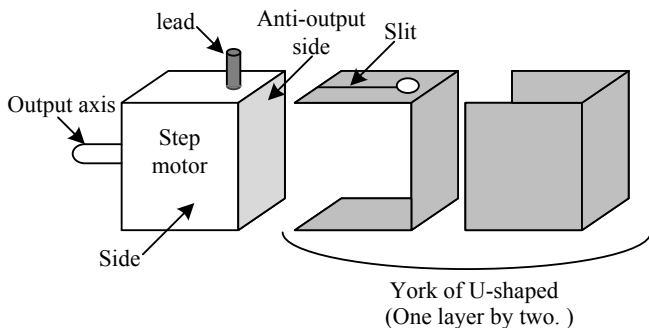 lead
Anti-output
side
Slit
Output axis
Step
motor
Side
York of U-shaped
(One layer by two. )